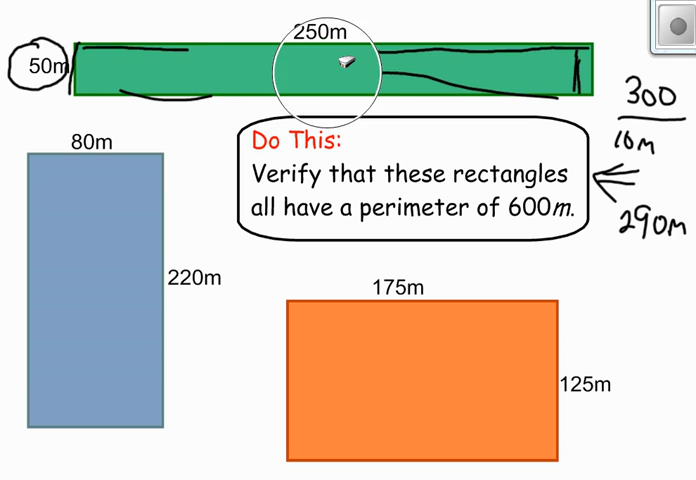 250m
50m
300
10m
80m
Do This:
Verify that these rectangles
all have a perimeter of 600m.
290m
220m
175m
125m